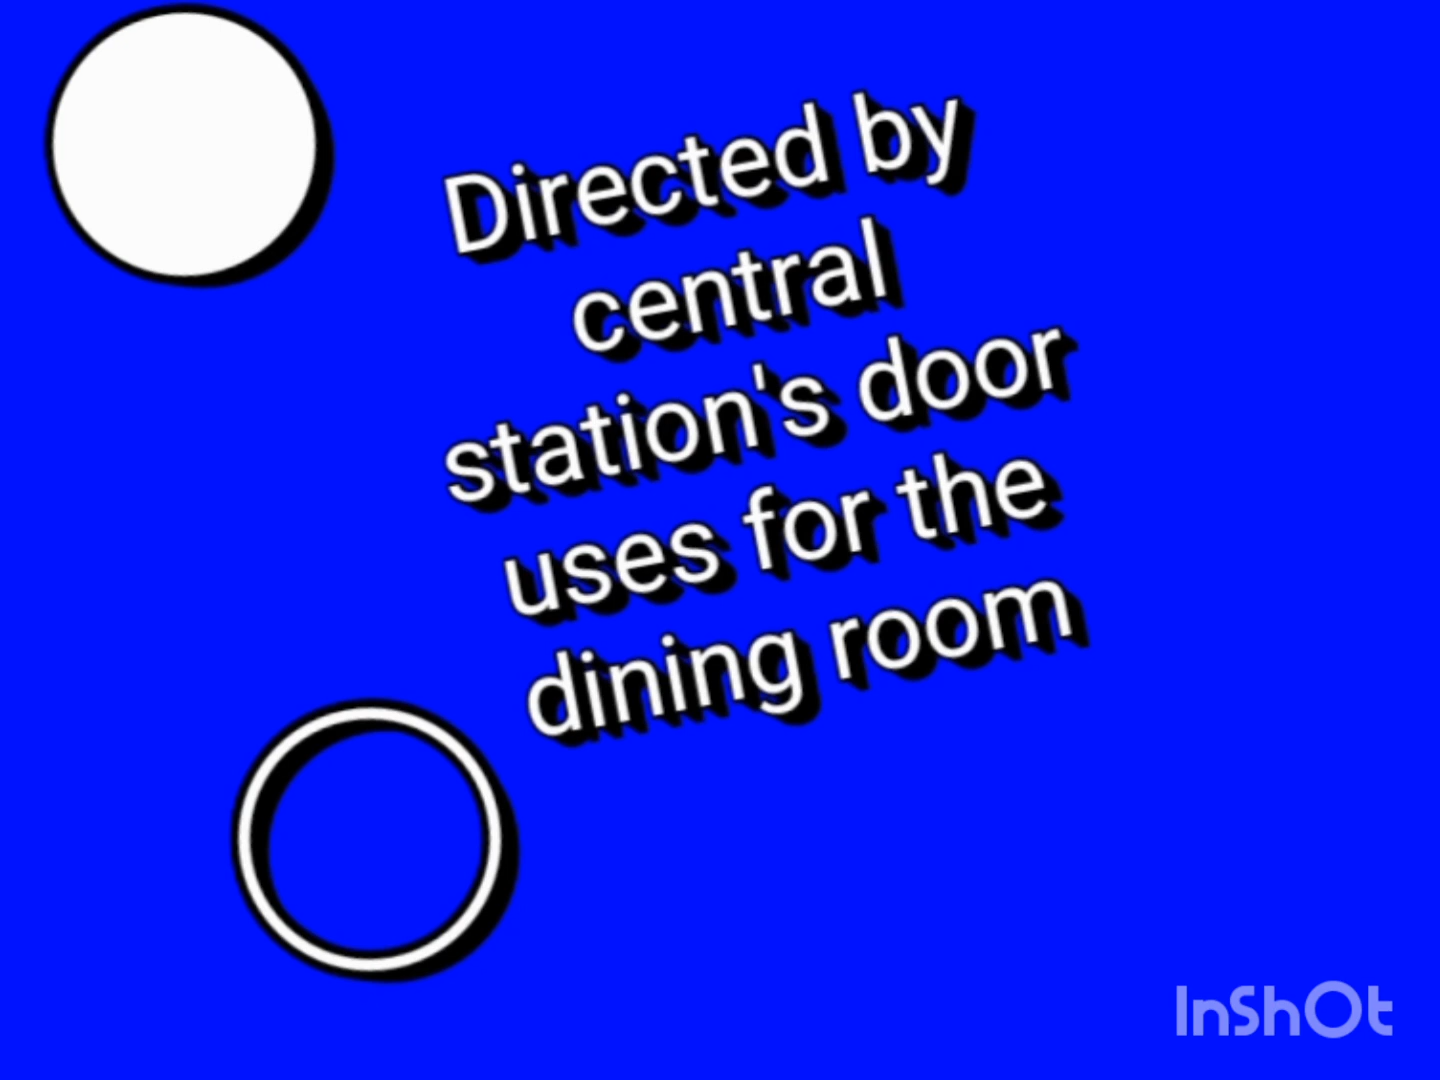 Directed by
central
station's door
uses for the
dining room
InShOt